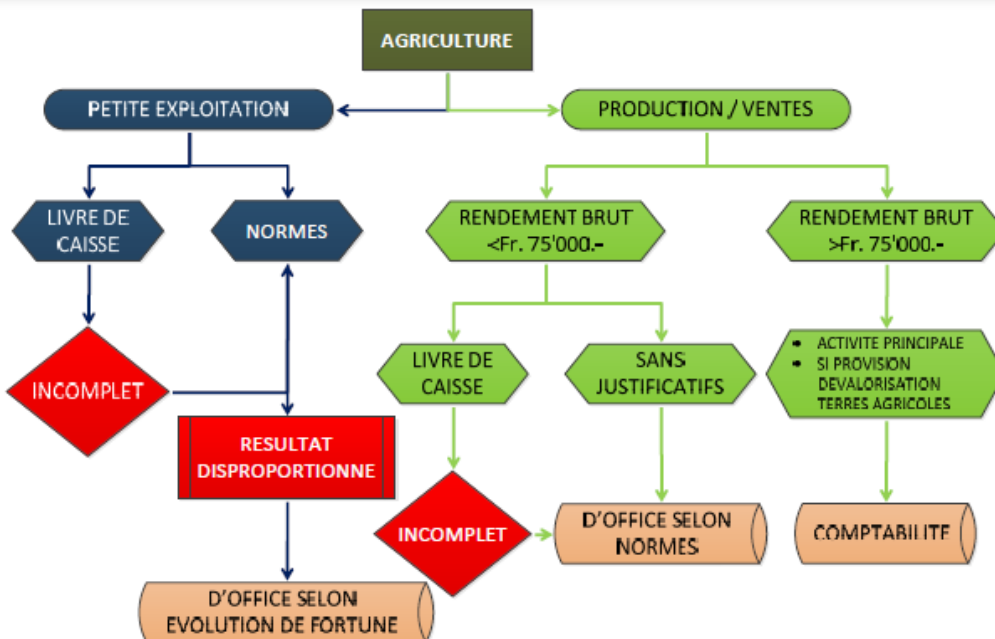 AGRICULTURE
PETITE EXPLOITATION
PRODUCTION / VENTES
LIVRE DE
CAISSE
NORMES
RENDEMENT BRUT
<Fr. 75'000.-
RENDEMENT BRUT
>Fr. 75'000.-
INCOMPLET
LIVRE DE
CAISSE
SANS
JUSTIFICATIFS
• ACTIVITE PRINCIPALE
• SI PROVISION
DEVALORISATION
TERRES AGRICOLES
RESULTAT
DISPROPORTIONNE
INCOMPLET
D'OFFICE SELON
NORMES
COMPTABILITE
D'OFFICE SELON
EVOLUTION DE FORTUNE